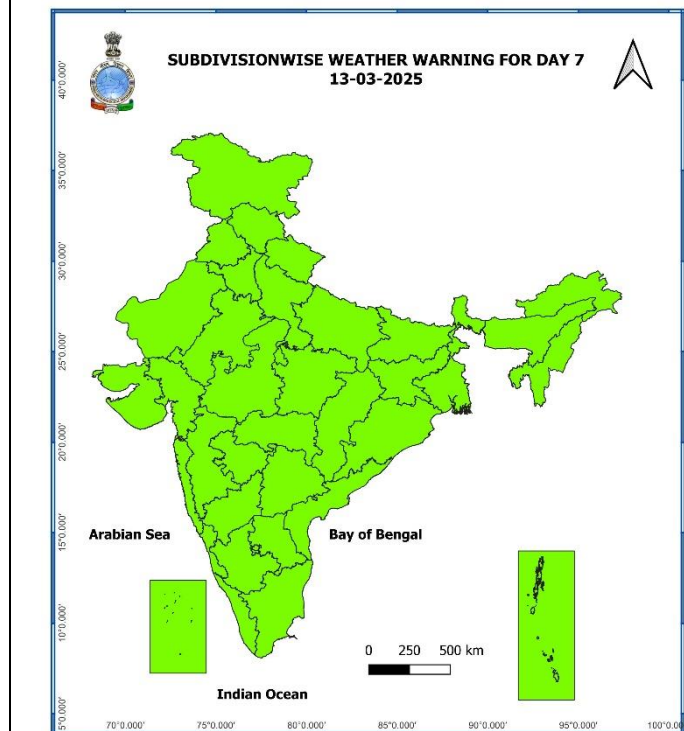 SUBDIVISIONWISE WEATHER WARNING FOR DAY 7
13-03-2025
40°0.000'
35°0.000'
30°0.000'
25°0.000'
20°0.000'
15°0.000'
10°0.000'
5°0.000'
Arabian Sea
Bay of Bengal
0 250 500 km
Indian Ocean
70°0.000' 75°0.000' 80°0.000' 85°0.000' 90°0.000' 95°0.000' 100°0.00